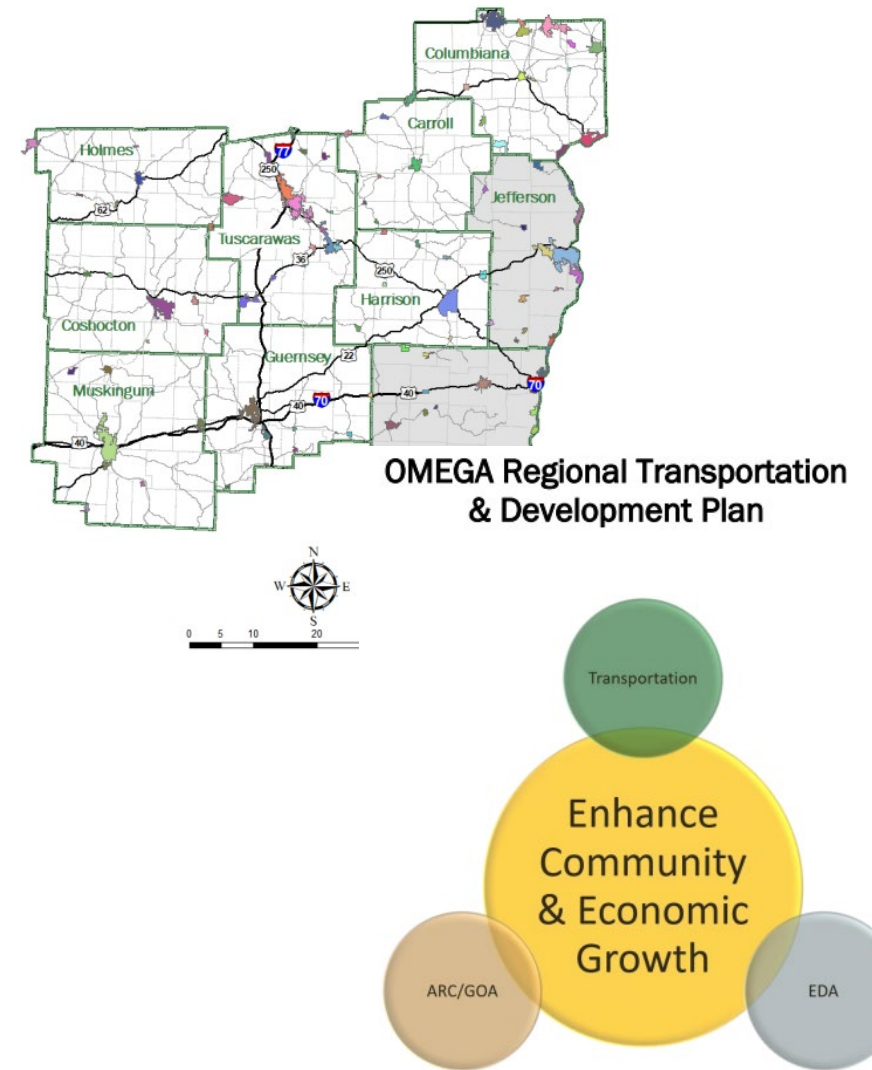 Columbiana
Carroll
Holmes
77
250
Jefferson
62
Tuscarawas
36
250
Harrison
Coshocton
Guernsey
22
Muskingum
70
40
70
40
40
OMEGA Regional Transportation
& Development Plan
N
W E
S
0 5 10 20
Transportation
Enhance
Community
& Economic
Growth
ARC/GOA
EDA